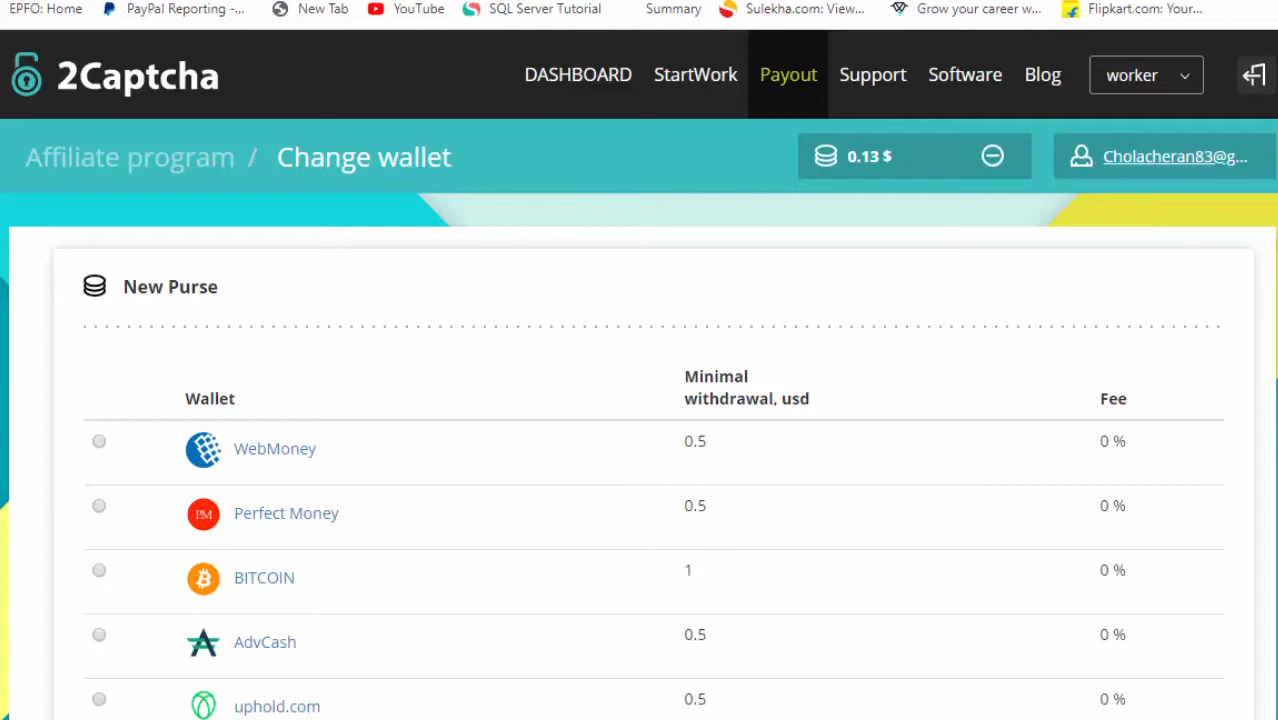 EPFO: Home PayPal Reporting -... New Tab YouTube SQL Server Tutorial Summary Sulekha.com: View... Grow your career w... Flipkart.com: Your...
2Captcha DASHBOARD StartWork Payout Support Software Blog worker
Affiliate program / Change wallet 0.13 $ Cholacheran83@g...
New Purse
Minimal
Wallet withdrawal, usd Fee
WebMoney 0.5 0 %
PM Perfect Money 0.5 0 %
BITCOIN 1 0 %
AdvCash 0.5 0 %
uphold.com 0.5 0 %